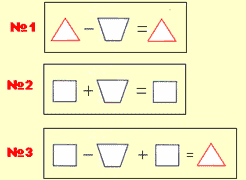 №1 − =
№2 + =
№3 − + =